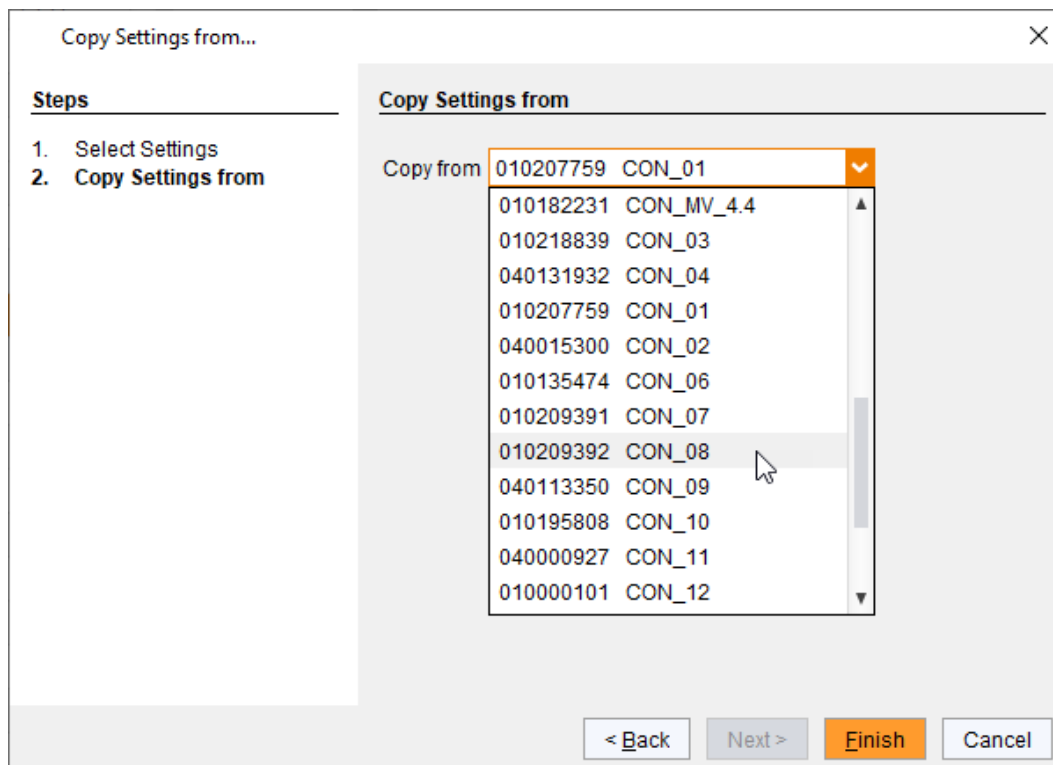 Copy Settings from...
Steps
1. Select Settings
2. Copy Settings from
Copy Settings from
Copy from 010207759 CON_01
010182231 CON_MV_4.4
010218839 CON_03
040131932 CON_04
010207759 CON_01
040015300 CON_02
010135474 CON_06
010209391 CON_07
010209392 CON_08
040113350 CON_09
010195808 CON_10
040000927 CON_11
010000101 CON_12
< Back Next > Finish Cancel